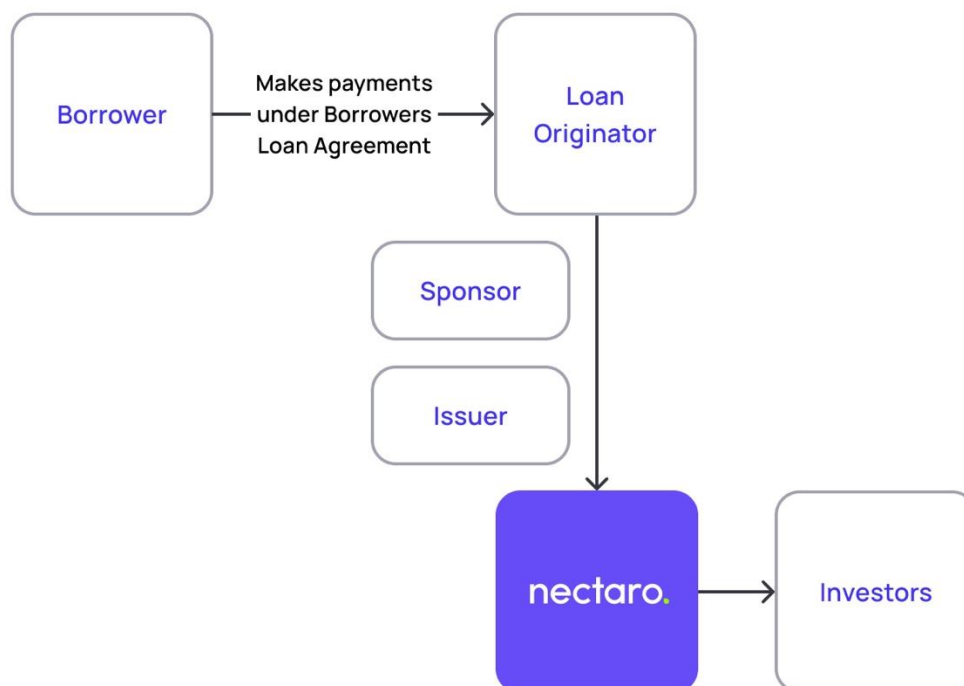 Borrower
Makes payments
under Borrowers
Loan Agreement
Loan
Originator
Sponsor
Issuer
nectaro.
Investors